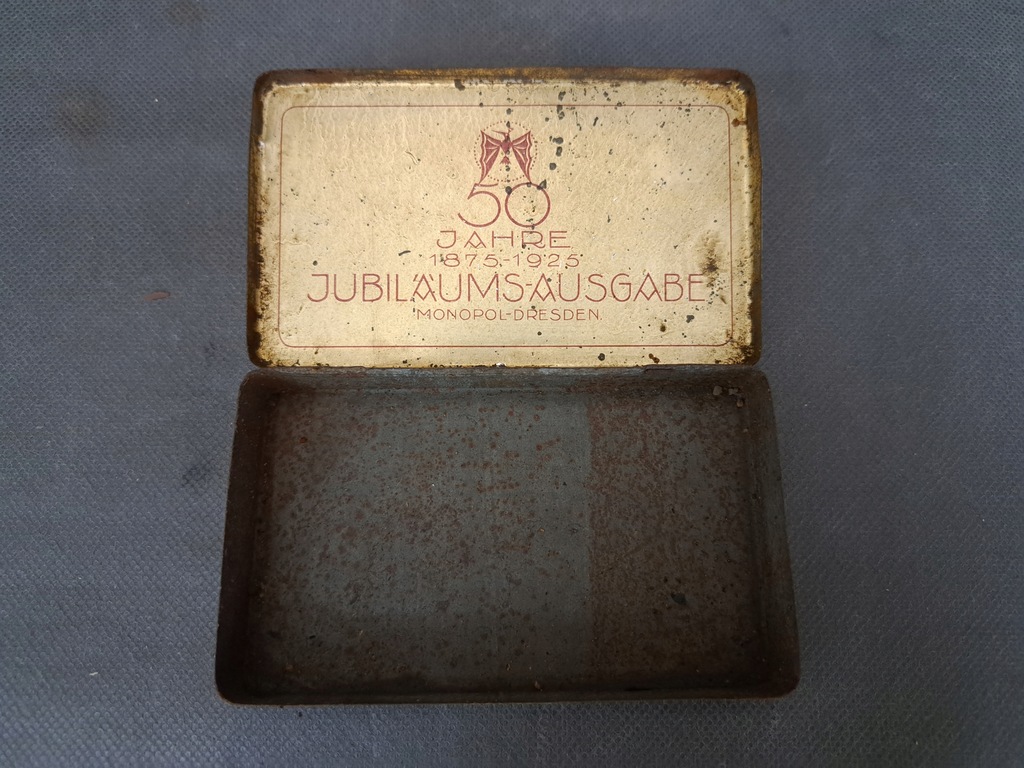 50
JAHRE
1875-1925
JUBILÄUMS-AUSGABE
MONOPOL-DRESDEN.